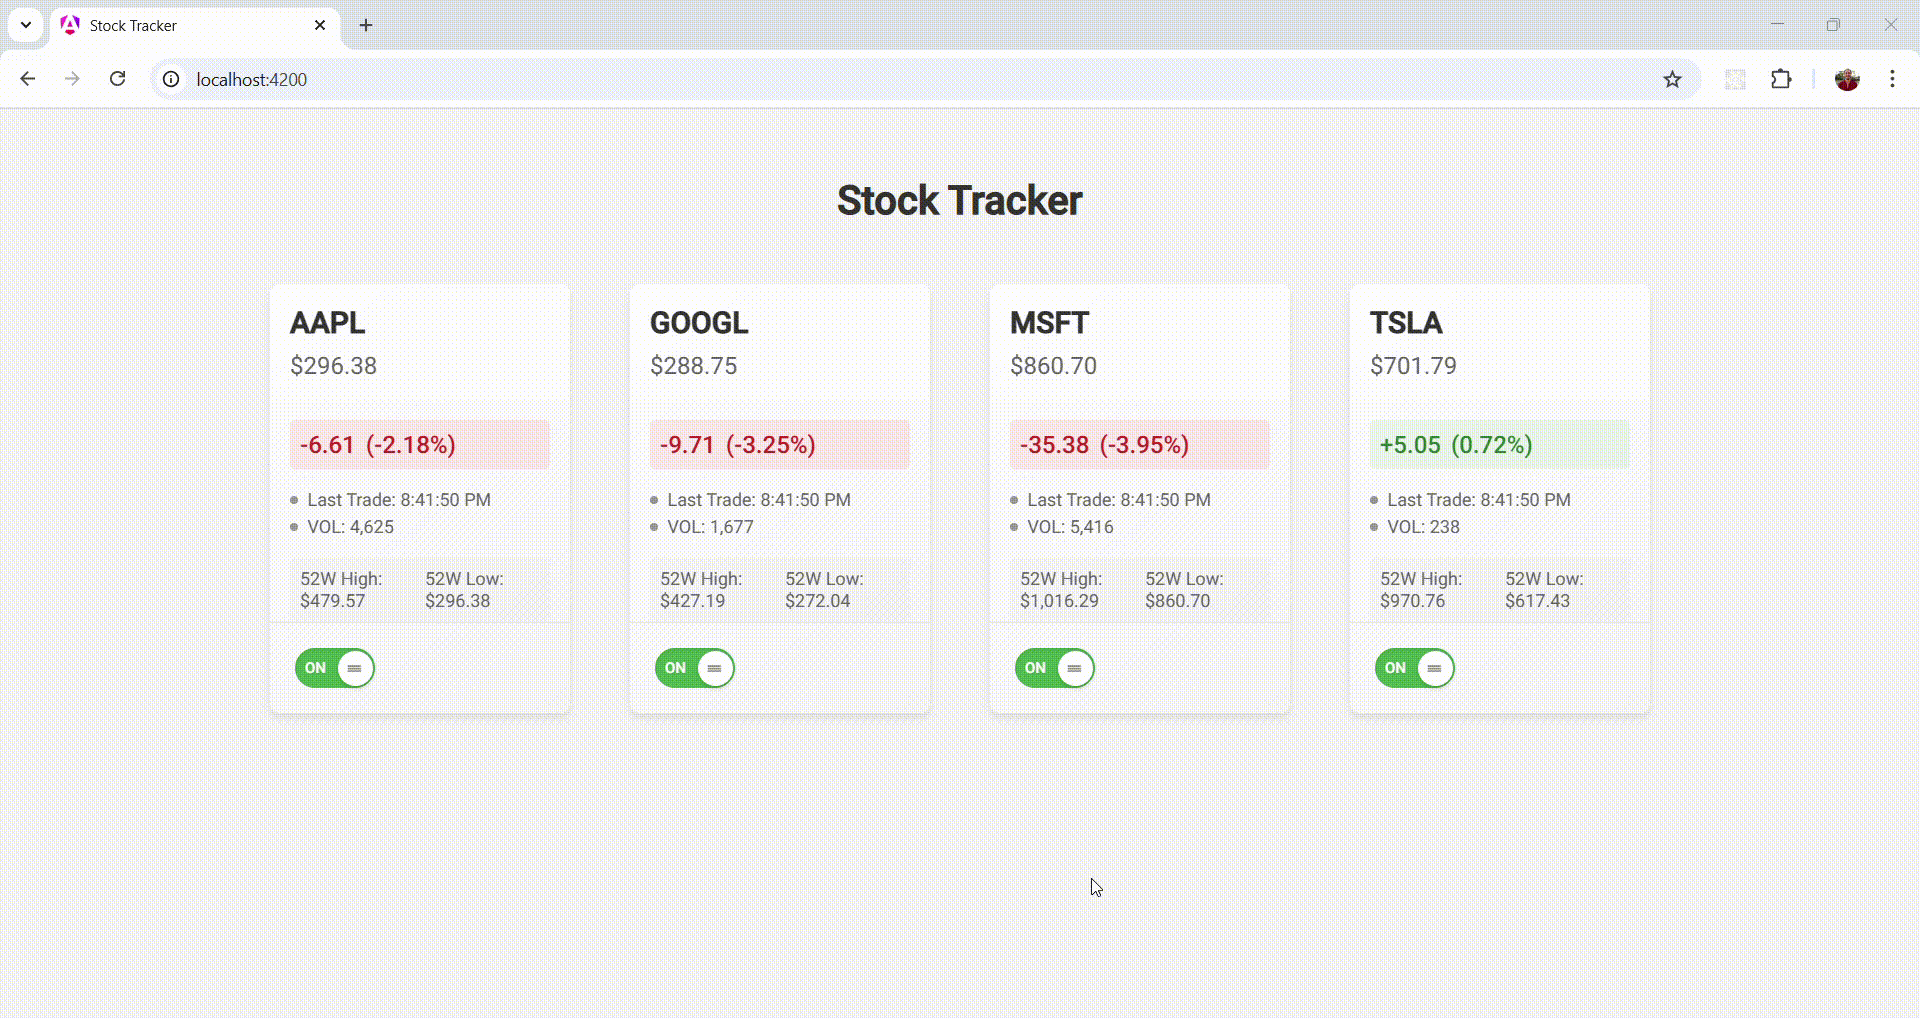 Stock Tracker
localhost:4200
Stock Tracker
AAPL
$296.38
-6.61 (-2.18%)
Last Trade: 8:41:50 PM
VOL: 4,625
52W High: 52W Low:
$479.57 $296.38
ON
GOOGL
$288.75
-9.71 (-3.25%)
Last Trade: 8:41:50 PM
VOL: 1,677
52W High: 52W Low:
$427.19 $272.04
ON
MSFT
$860.70
-35.38 (-3.95%)
Last Trade: 8:41:50 PM
VOL: 5,416
52W High: 52W Low:
$1,016.29 $860.70
ON
TSLA
$701.79
+5.05 (0.72%)
Last Trade: 8:41:50 PM
VOL: 238
52W High: 52W Low:
$970.76 $617.43
ON